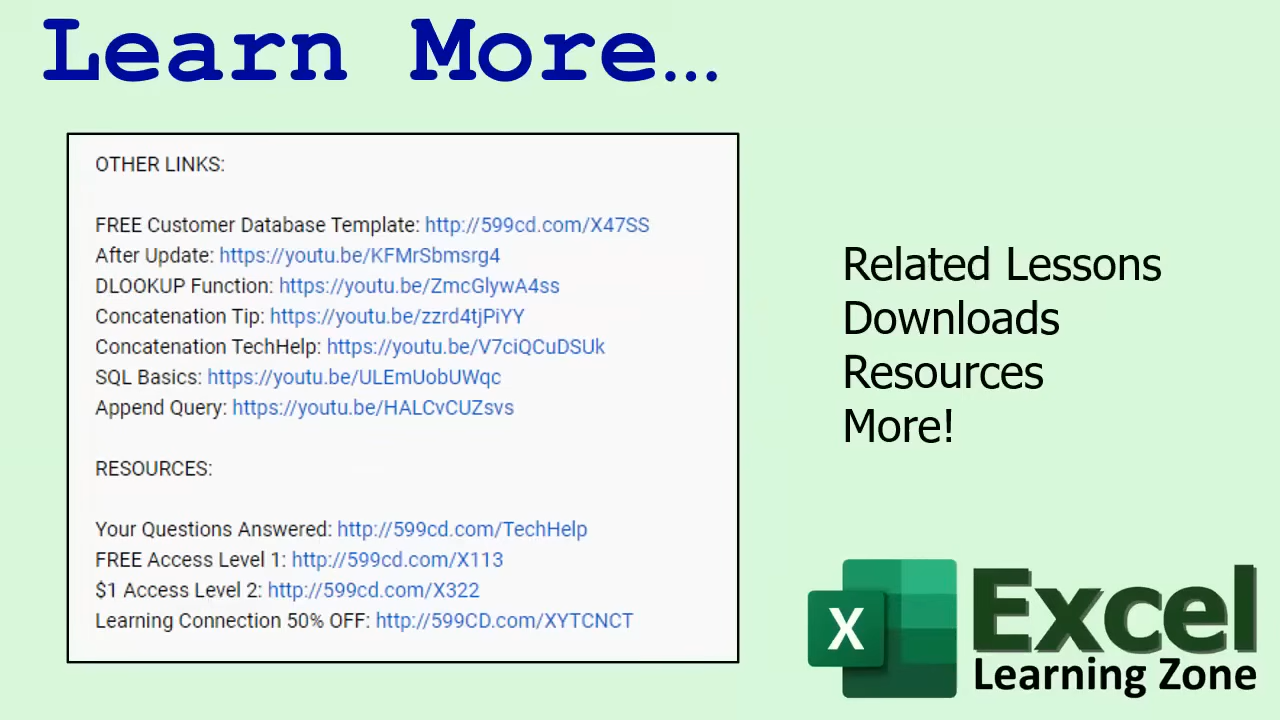 Learn More...
OTHER LINKS:
FREE Customer Database Template: http://599cd.com/X47SS
After Update: https://youtu.be/KFMrSbmsrg4
DLOOKUP Function: https://youtu.be/ZmcGlywA4ss
Concatenation Tip: https://youtu.be/zzrd4tjPiYY
Concatenation TechHelp: https://youtu.be/V7ciQCuDSUk
SQL Basics: https://youtu.be/ULEmUobUWqc
Append Query: https://youtu.be/HALCvCUZsvs
RESOURCES:
Your Questions Answered: http://599cd.com/TechHelp
FREE Access Level 1: http://599cd.com/X113
$1 Access Level 2: http://599cd.com/X322
Learning Connection 50% OFF: http://599CD.com/XYTCNCT
Related Lessons
Downloads
Resources
More!
X
Excel
Learning Zone